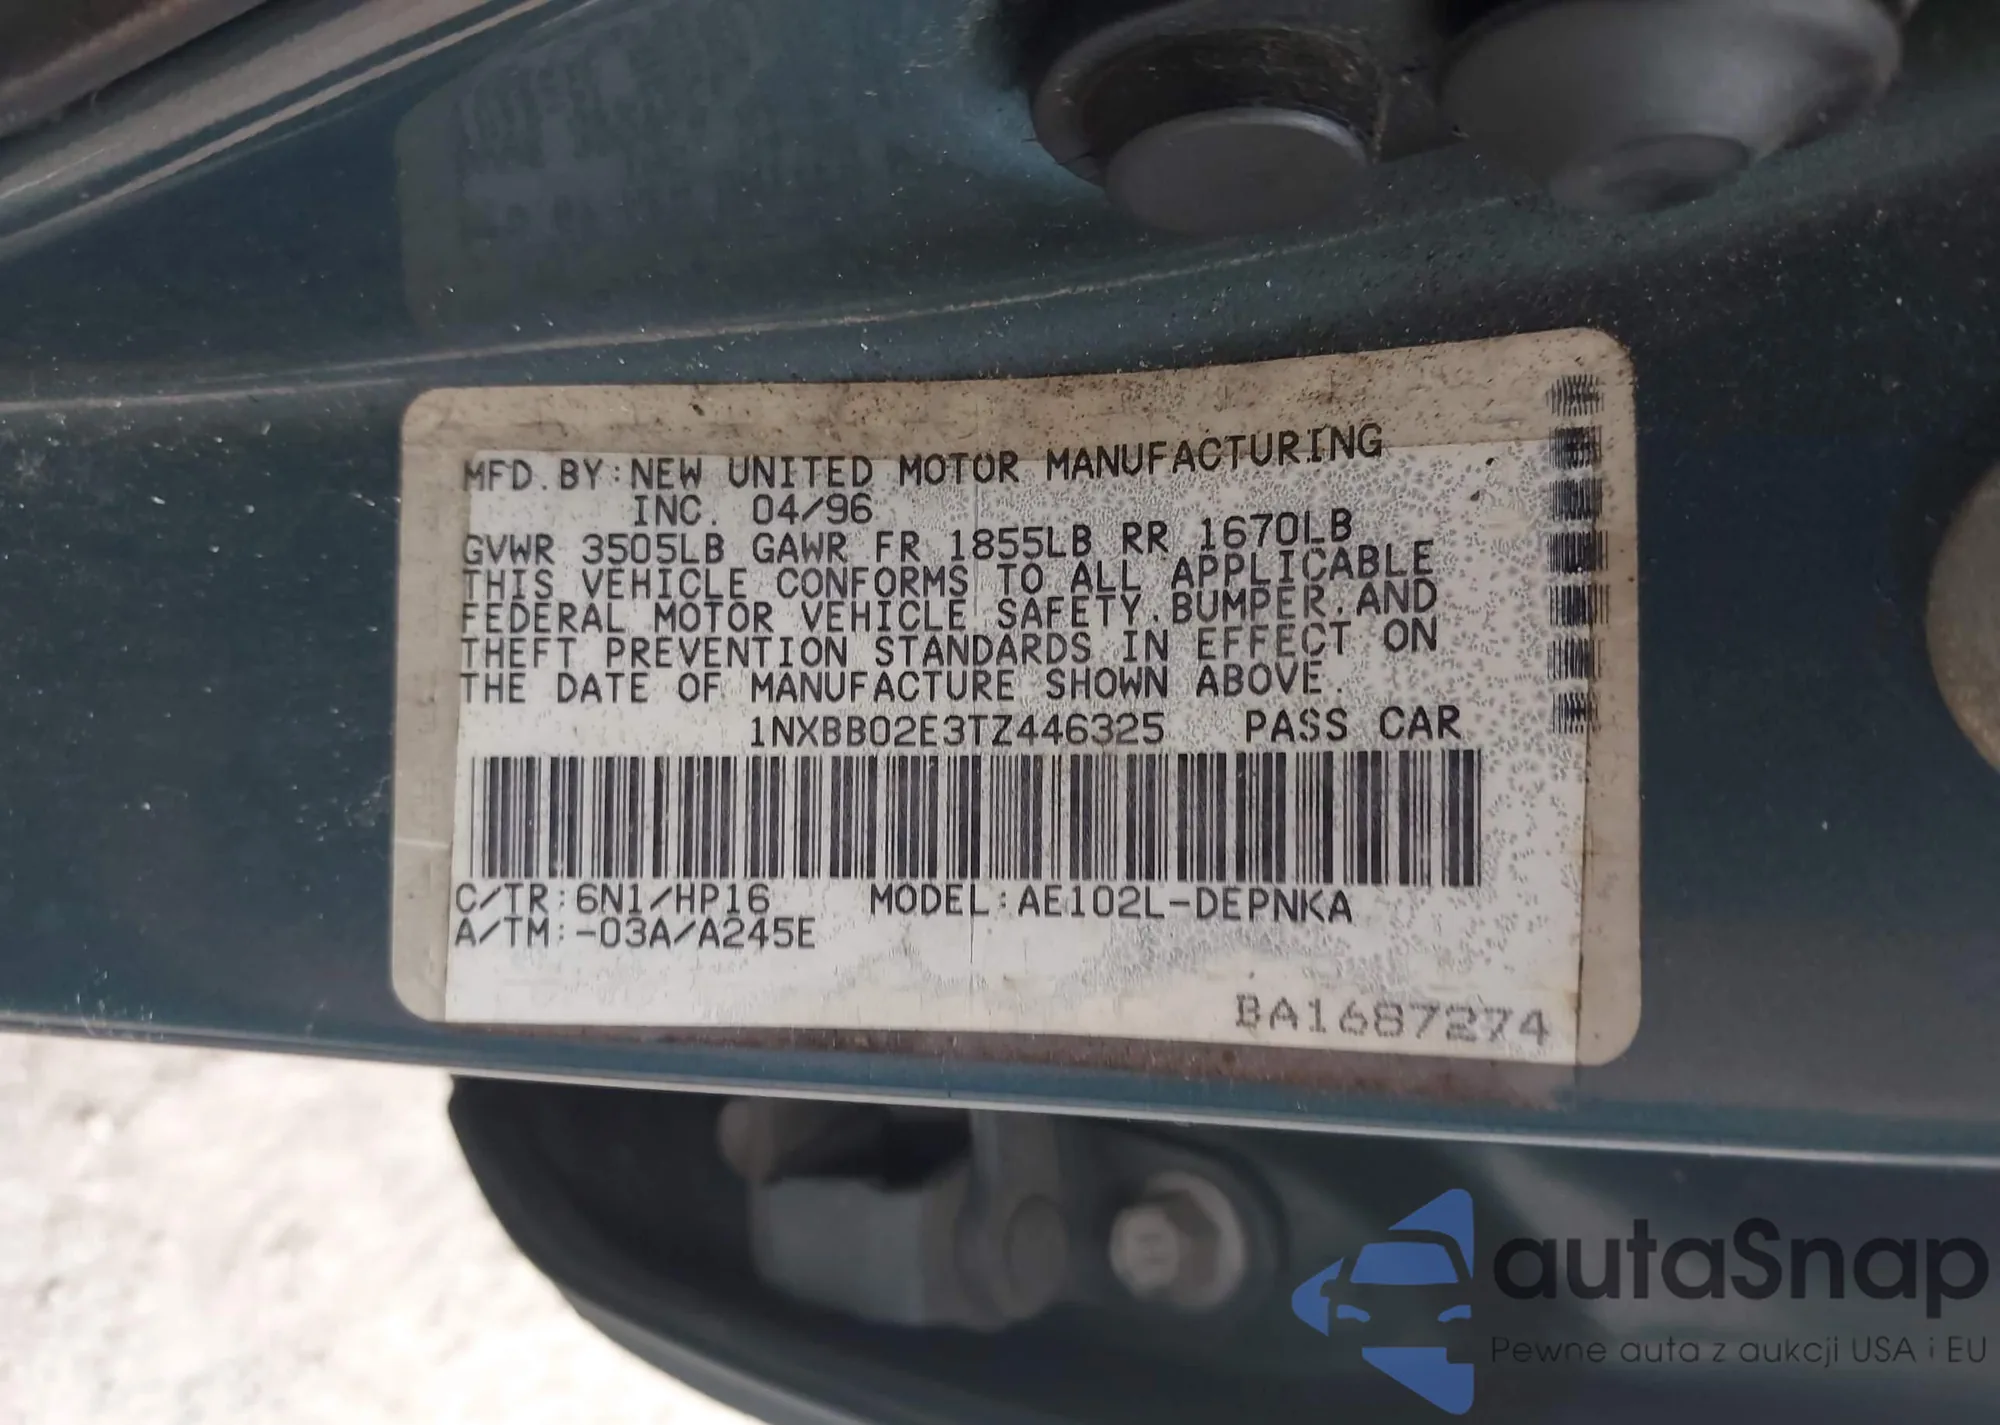 MFD. BY: NEW UNITED MOTOR MANUFACTURING
INC. 04/96
GVWR 3505LB GAWR FR 1855LB RR 1670LB
THIS VEHICLE CONFORMS TO ALL APPLICABLE
FEDERAL MOTOR VEHICLE SAFETY. BUMPER. AND
THEFT PREVENTION STANDARDS IN EFFECT ON
THE DATE OF MANUFACTURE SHOWN ABOVE.
1NXBB02E3TZ446325 PASS CAR
C/TR: 6N1/HP16 MODEL: AE102L-DEPNKA
A/TM: -03A/A245E
BA1687274
autaSnap
Pewne auta z aukcji USA i EU